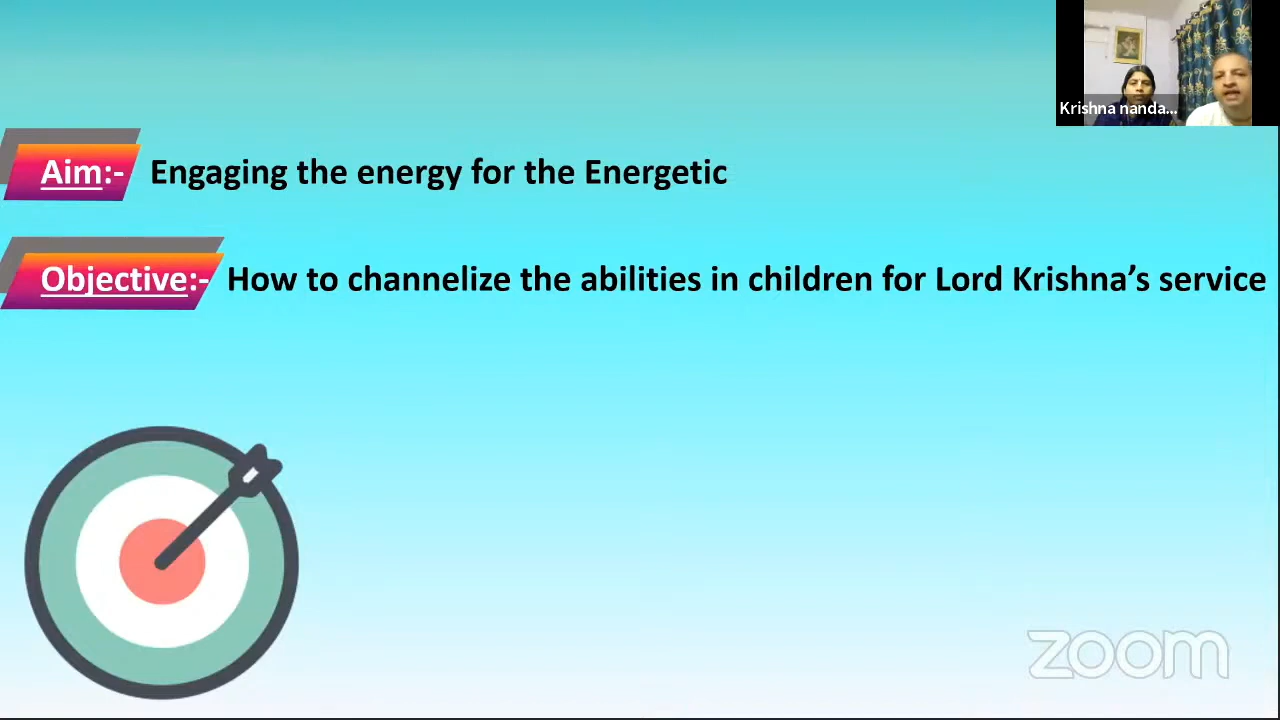 Krishna nanda...
Aim:- Engaging the energy for the Energetic
Objective:- How to channelize the abilities in children for Lord Krishna’s service
zoom